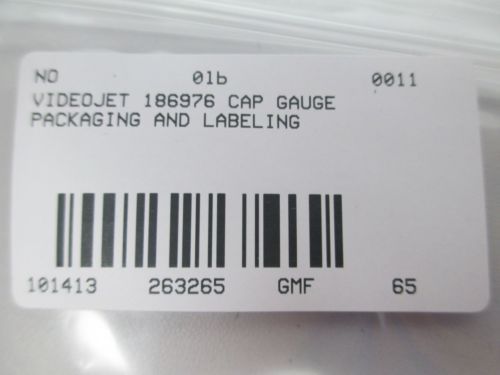 NO 01b 0011
VIDEOJET 186976 CAP GAUGE
PACKAGING AND LABELING
101413 263265 GMF 65